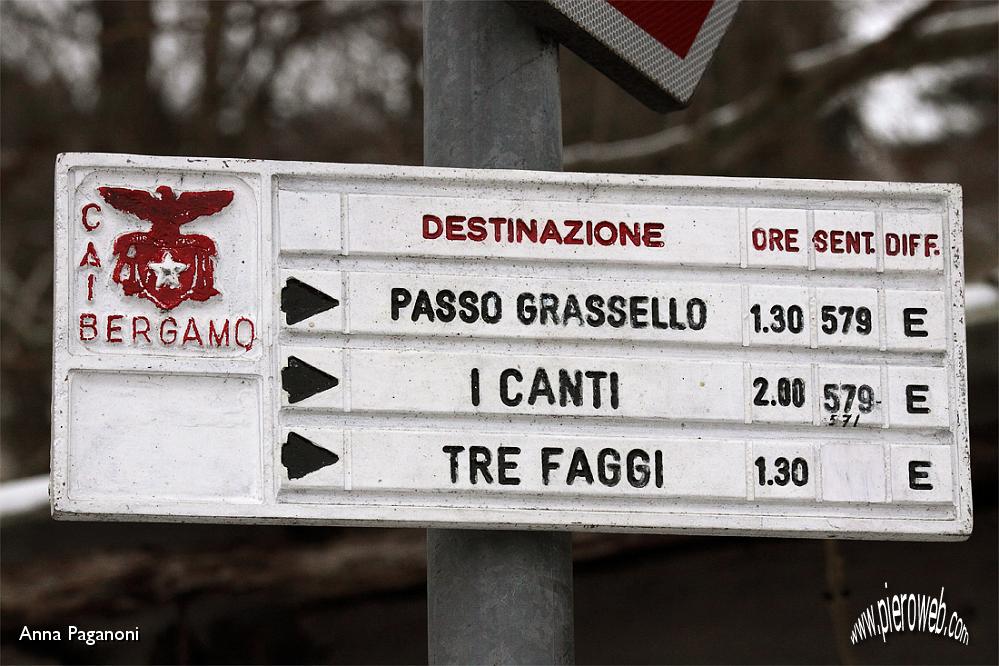 CAI
BERGAMO
DESTINAZIONE ORE SENT. DIFF.
PASSO GRASSELLO 1.30 579 E
I CANTI 2.00 579-
571 E
TRE FAGGI 1.30 E
Anna Paganoni
www.pieroweb.com